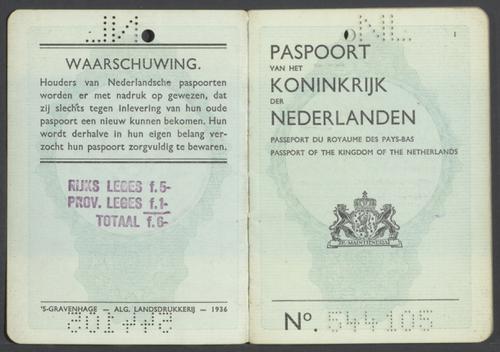 WAARSCHUWING.
Houders van Nederlandsche paspoorten
worden er met nadruk op gewezen, dat
zij slechts tegen inlevering van hun oude
paspoort een nieuw kunnen bekomen. Hun
wordt derhalve in hun eigen belang ver-
zocht hun paspoort zorgvuldig te bewaren.
RIJKS LEGES f.5-
PROV. LEGES f.1-
TOTAAL f.6-
'S-GRAVENHAGE — ALG. LANDSDRUKKERIJ — 1936
NL
1
PASPOORT
VAN HET
KONINKRIJK
DER
NEDERLANDEN
PASSEPORT DU ROYAUME DES PAYS-BAS
PASSPORT OF THE KINGDOM OF THE NETHERLANDS
JE MAINTIENDRAI
Nº. 544105